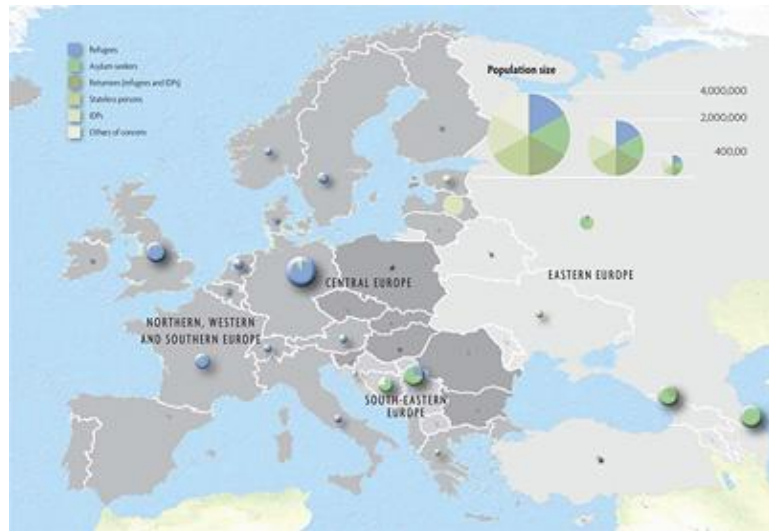 Refugees
Asylum seekers
Returnees (refugees and IDPs)
Stateless persons
IDPs
Others of concern
Population size
4,000,000
2,000,000
400,00
EASTERN EUROPE
CENTRAL EUROPE
NORTHERN, WESTERN
AND SOUTHERN EUROPE
SOUTH-EASTERN
EUROPE